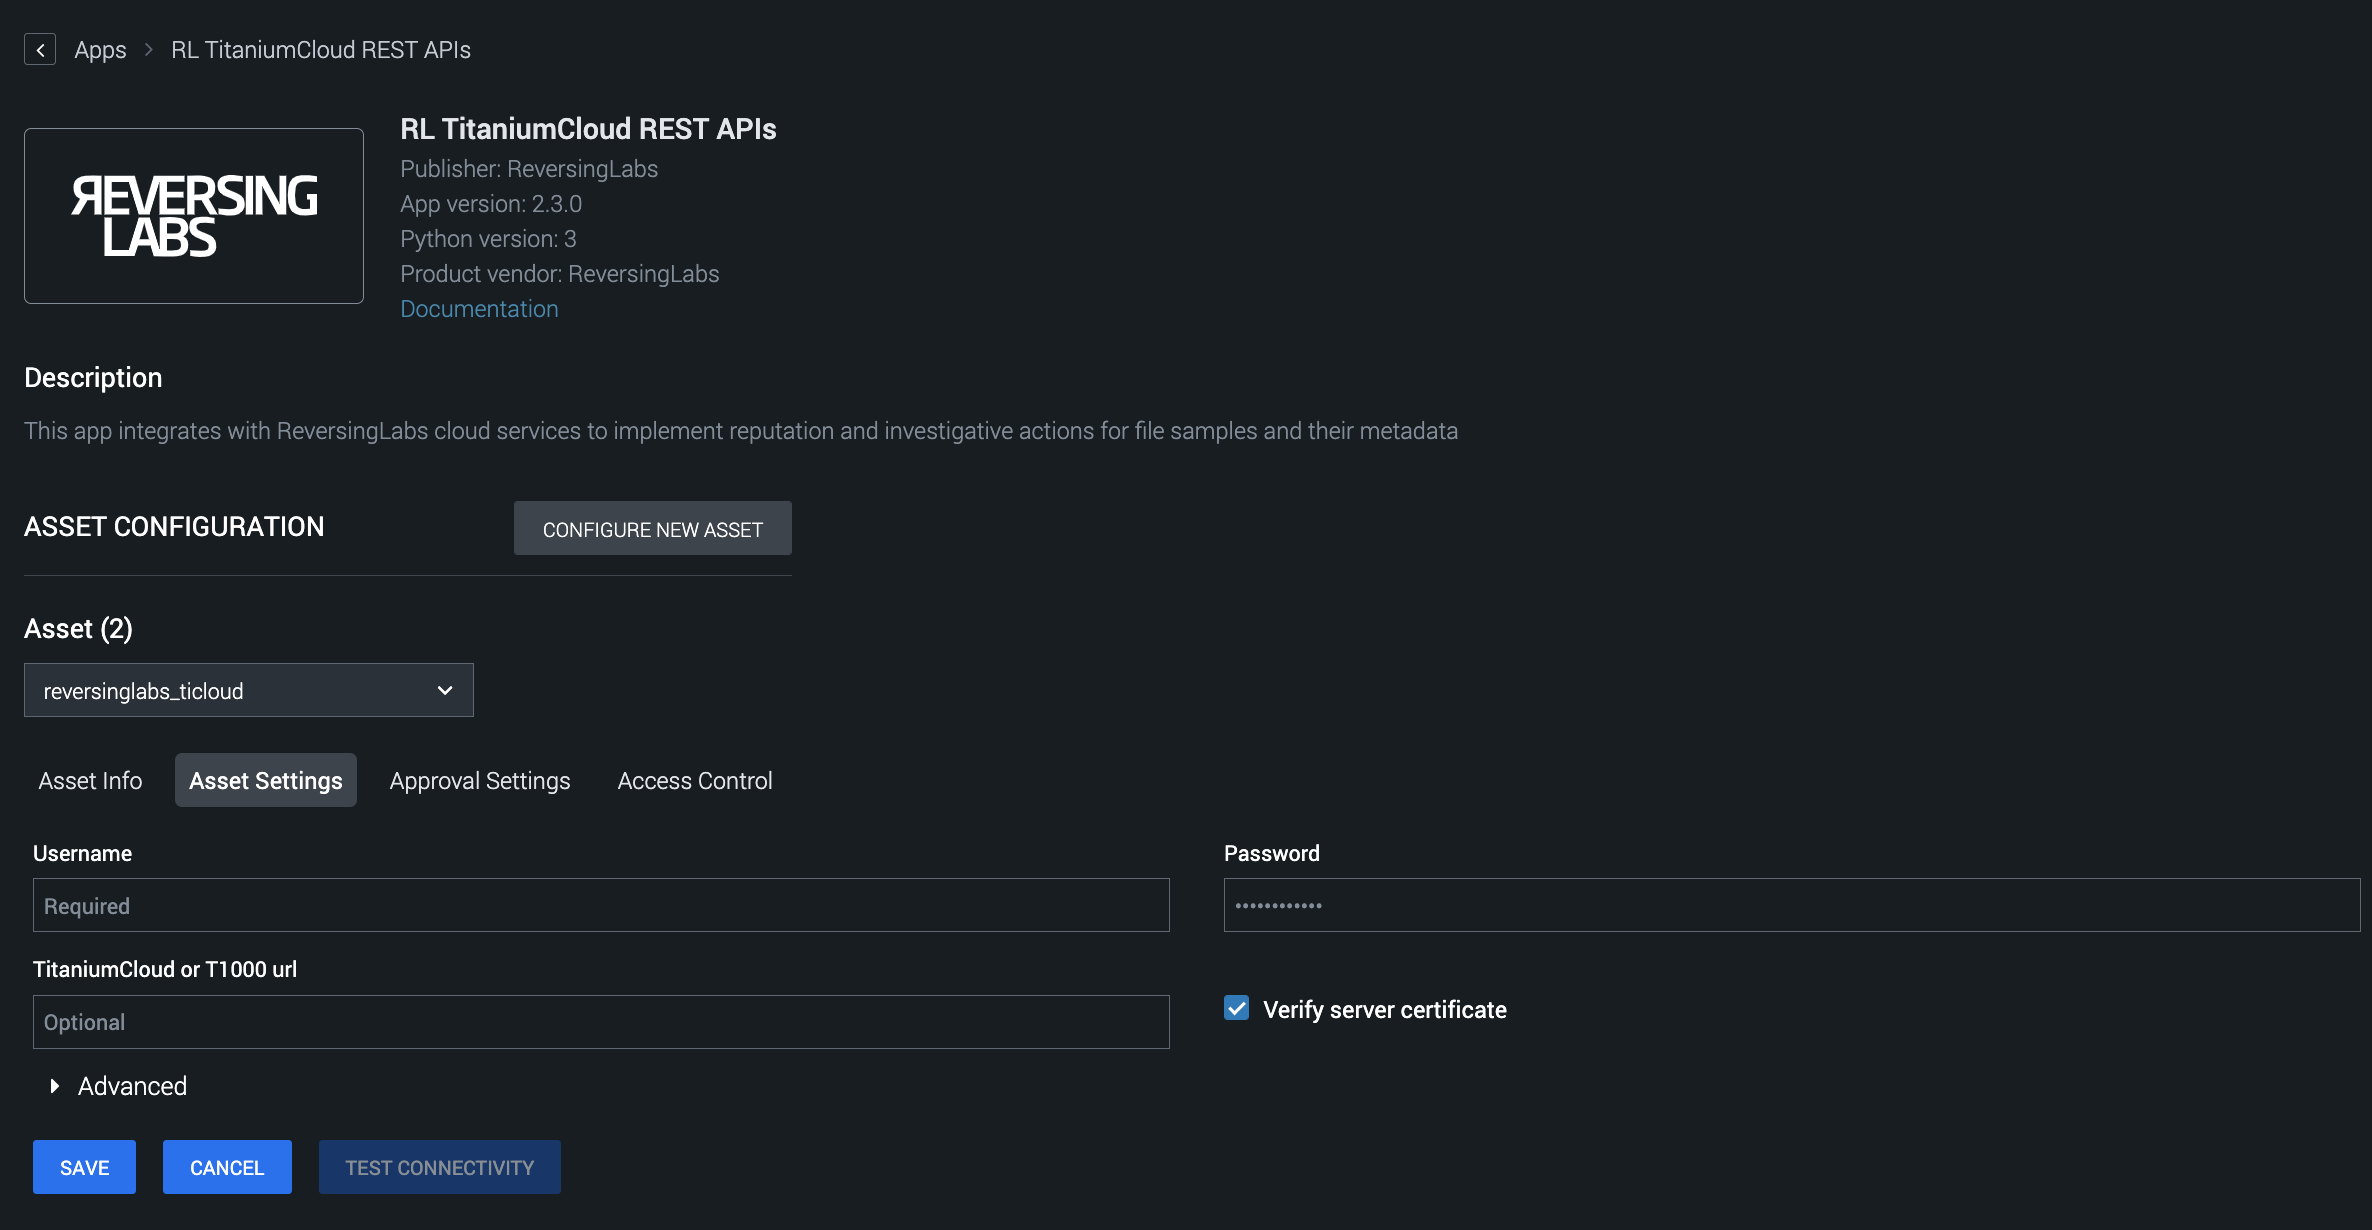 Apps > RL TitaniumCloud REST APIs
REVERSING
LABS
RL TitaniumCloud REST APIs
Publisher: ReversingLabs
App version: 2.3.0
Python version: 3
Product vendor: ReversingLabs
Documentation
Description
This app integrates with ReversingLabs cloud services to implement reputation and investigative actions for file samples and their metadata
ASSET CONFIGURATION
CONFIGURE NEW ASSET
Asset (2)
reversinglabs_ticloud
Asset Info
Asset Settings
Approval Settings
Access Control
Username
Required
Password
••••••••••••
TitaniumCloud or T1000 url
Optional
Verify server certificate
Advanced
SAVE
CANCEL
TEST CONNECTIVITY